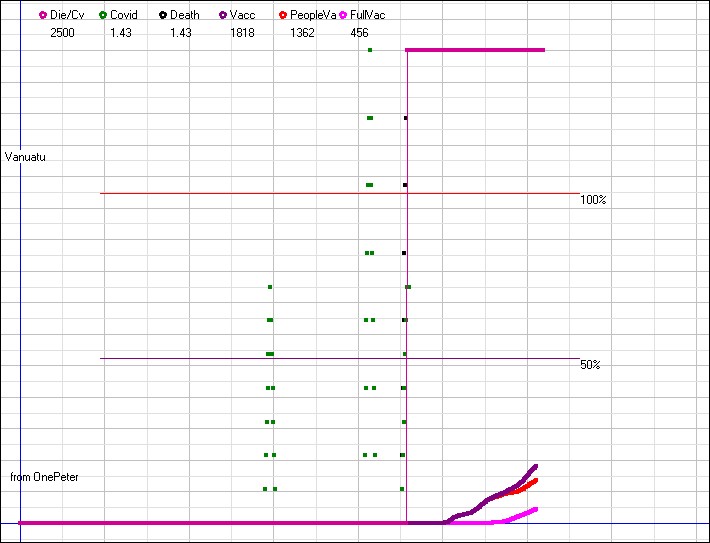 Die/Cv Covid Death Vacc PeopleVa FullVac
2500 1.43 1.43 1818 1362 456
Vanuatu
100%
50%
from OnePeter